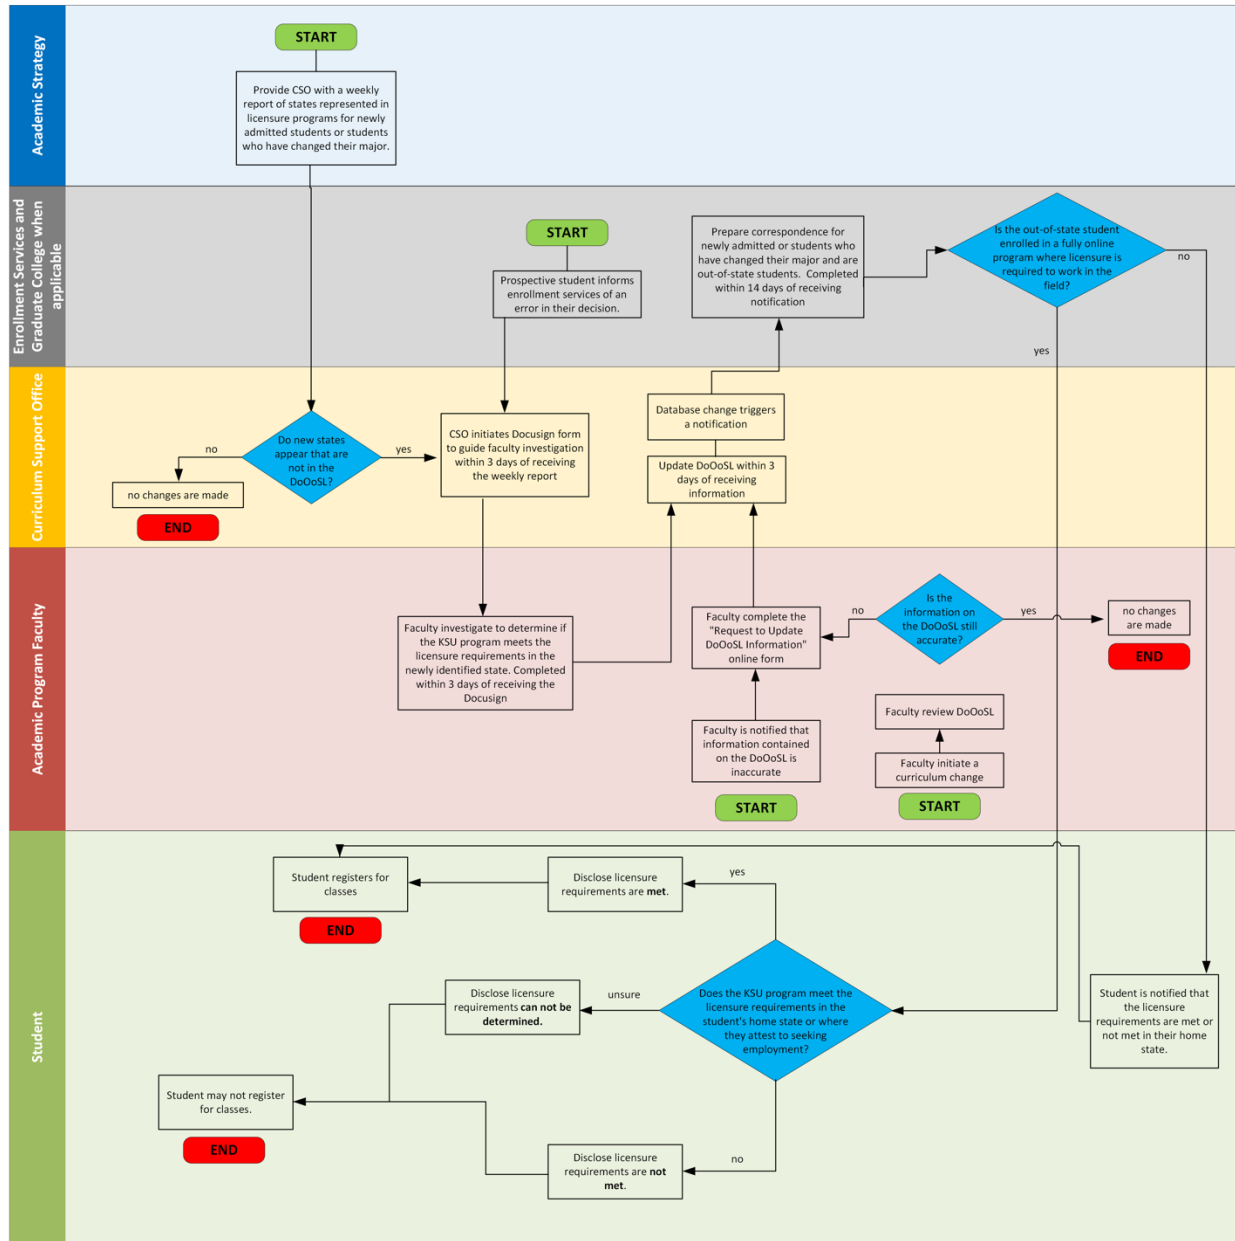 Academic Strategy
START
Provide CSO with a weekly
report of states represented in
licensure programs for newly
admitted students or students
who have changed their major.
Enrollment Services and
Graduate College when
applicable
START
Prospective student informs
enrollment services of an
error in their decision.
Prepare correspondence for
newly admitted or students who
have changed their major and are
out-of-state students. Completed
within 14 days of receiving
notification
Is the out-of-state student
enrolled in a fully online
program where licensure is
required to work in the
field?
no
yes
Curriculum Support Office
Do new states
appear that are
not in the
DoOoSL?
no
yes
no changes are made
END
CSO initiates Docusign form
to guide faculty investigation
within 3 days of receiving
the weekly report
Database change triggers
a notification
Update DoOoSL within 3
days of receiving
information
Academic Program Faculty
Faculty investigate to determine if
the KSU program meets the
licensure requirements in the
newly identified state. Completed
within 3 days of receiving the
Docusign
Faculty complete the
"Request to Update
DoOoSL Information"
online form
no
Is the
information on
the DoOoSL still
accurate?
yes
no changes
are made
END
Faculty is notified that
information contained
on the DoOoSL is
inaccurate
START
Faculty review DoOoSL
Faculty initiate a
curriculum change
START
Student
Student registers for
classes
END
Disclose licensure
requirements are met.
yes
Disclose licensure
requirements can not be
determined.
unsure
Does the KSU program meet the
licensure requirements in the
student's home state or where
they attest to seeking
employment?
Student is notified that
the licensure
requirements are met or
not met in their home
state.
Student may not register
for classes.
END
Disclose licensure
requirements are not
met.
no